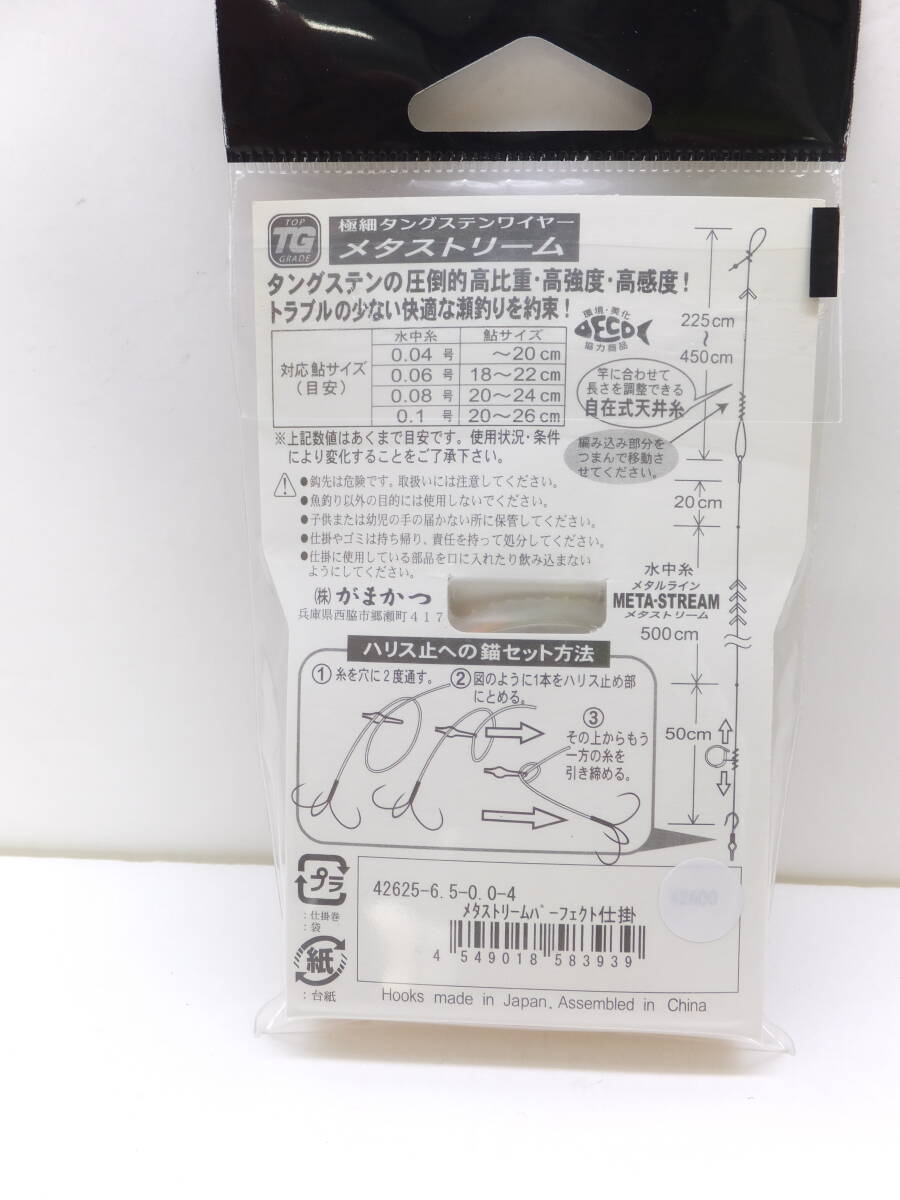 TOP
TG
GRADE
極細タングステンワイヤー
メタストリーム
タングステンの圧倒的高比重・高強度・高感度!
トラブルの少ない快適な瀬釣りを約束!
対応鮎サイズ
(目安)
水中糸 鮎サイズ
0.04 号 ～20cm
0.06 号 18～22cm
0.08 号 20～24cm
0.1 号 20～26cm
※上記数値はあくまで目安です。使用状況・条件
により変化することをご了承下さい。
環境・美化
ECO
協力商品
225cm
～
450cm
竿に合わせて
長さを調整できる
自在式天井糸
編み込み部分を
つまんで移動さ
せてください。
20cm
●鈎先は危険です。取扱いには注意してください。
●魚釣り以外の目的には使用しないでください。
●子供または幼児の手の届かない所に保管してください。
●仕掛やゴミは持ち帰り、責任を持って処分してください。
●仕掛に使用している部品を口に入れたり飲み込まない
ようにしてください。
㈱ がまかつ
兵庫県西脇市郷瀬町417
水中糸
メタルライン
META-STREAM
メタストリーム
500cm
50cm
ハリス止への錨セット方法
① 糸を穴に2度通す。
② 図のように1本をハリス止め部
にとめる。
③
その上からもう
一方の糸を
引き締める。
プラ
:仕掛巻
:袋
紙
:台紙
42625-6.5-0.0-4
メタストリームパーフェクト仕掛
4 549018 583939
Hooks made in Japan. Assembled in China